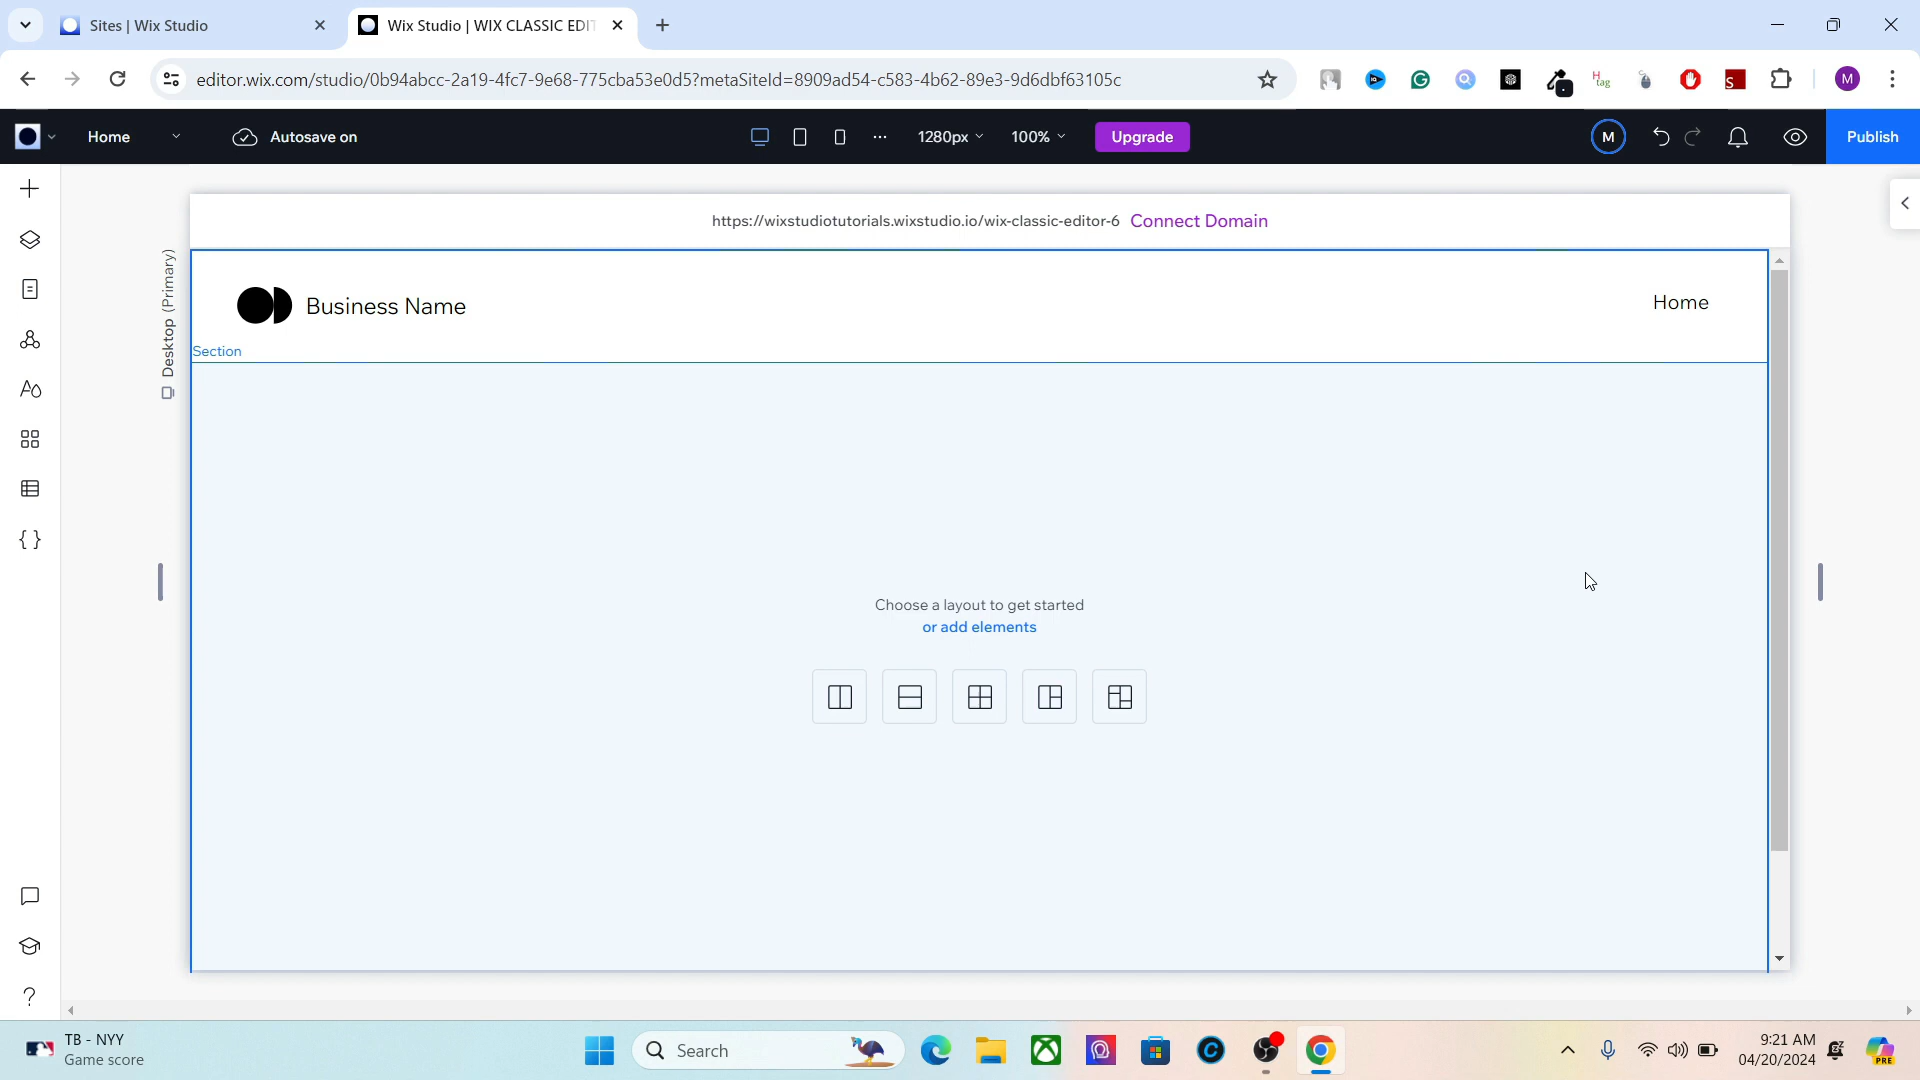 Sites | Wix Studio
Wix Studio | WIX CLASSIC EDIT
editor.wix.com/studio/0b94abcc-2a19-4fc7-9e68-775cba53e0d5?metaSiteId=8909ad54-c583-4b62-89e3-9d6dbf63105c
M
Home
Autosave on
1280px
100%
Upgrade
M
Publish
https://wixstudiotutorials.wixstudio.io/wix-classic-editor-6 Connect Domain
Desktop (Primary)
Business Name
Home
Section
Choose a layout to get started
or add elements
TB - NYY
Game score
Search
9:21 AM
04/20/2024
PRE